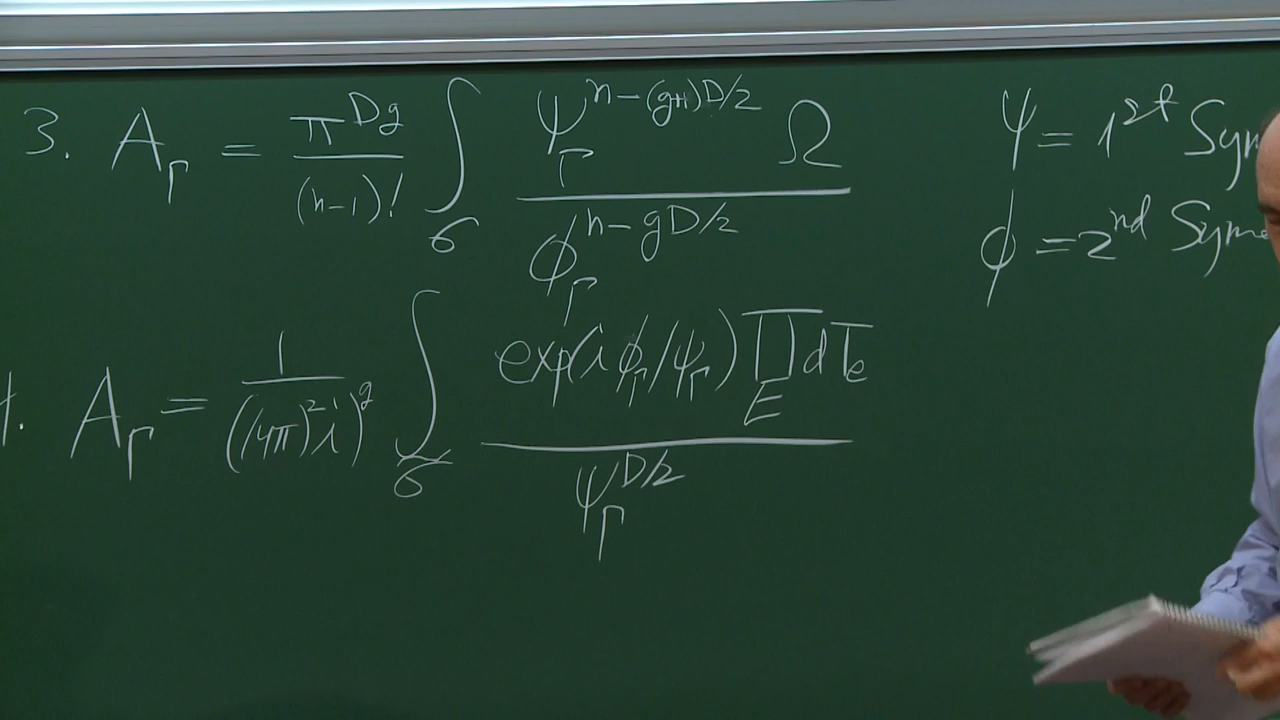 3. A_Γ = π^{Dg} / (n-1)! ∫_σ Ψ_Γ^{n-(g+1)D/2} Ω / ϕ_Γ^{n-gD/2}
Ψ = 1^{st} Sym
ϕ = 2^{nd} Sym
. A_Γ = 1 / ((4π)^2 i)^g ∫_σ exp(i ϕ_Γ/Ψ_Γ) ∏_E dT_e / Ψ_Γ^{D/2}